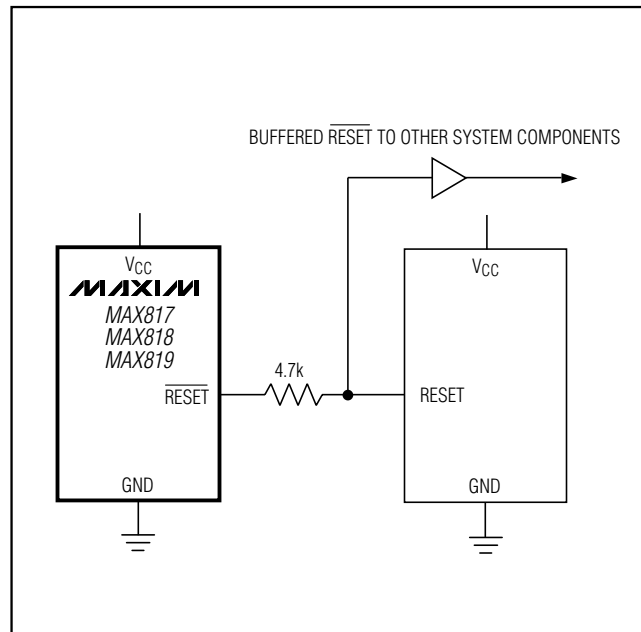 BUFFERED RESET TO OTHER SYSTEM COMPONENTS
VCC
MAXIM
MAX817
MAX818
MAX819
RESET
GND
4.7k
VCC
RESET
GND